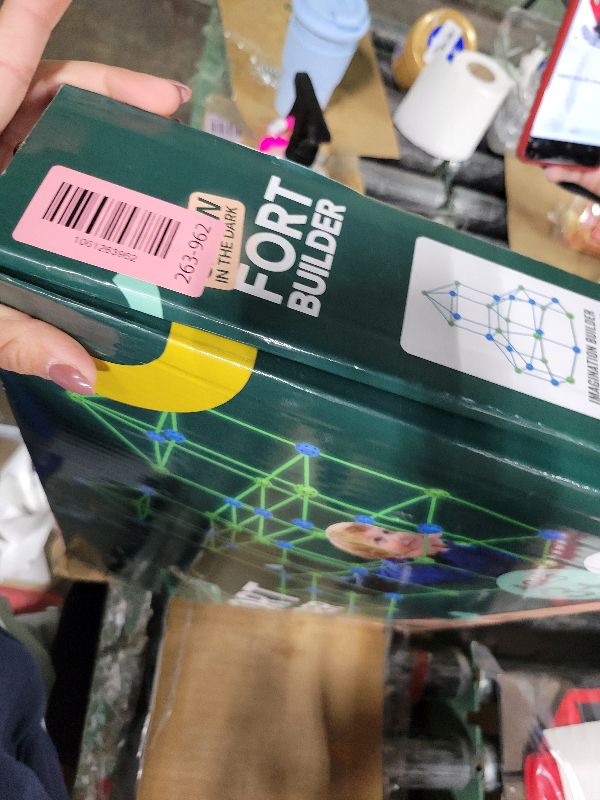 1061263962
263-962
N
IN THE DARK
FORT
BUILDER
IMAGINATION BUILDER